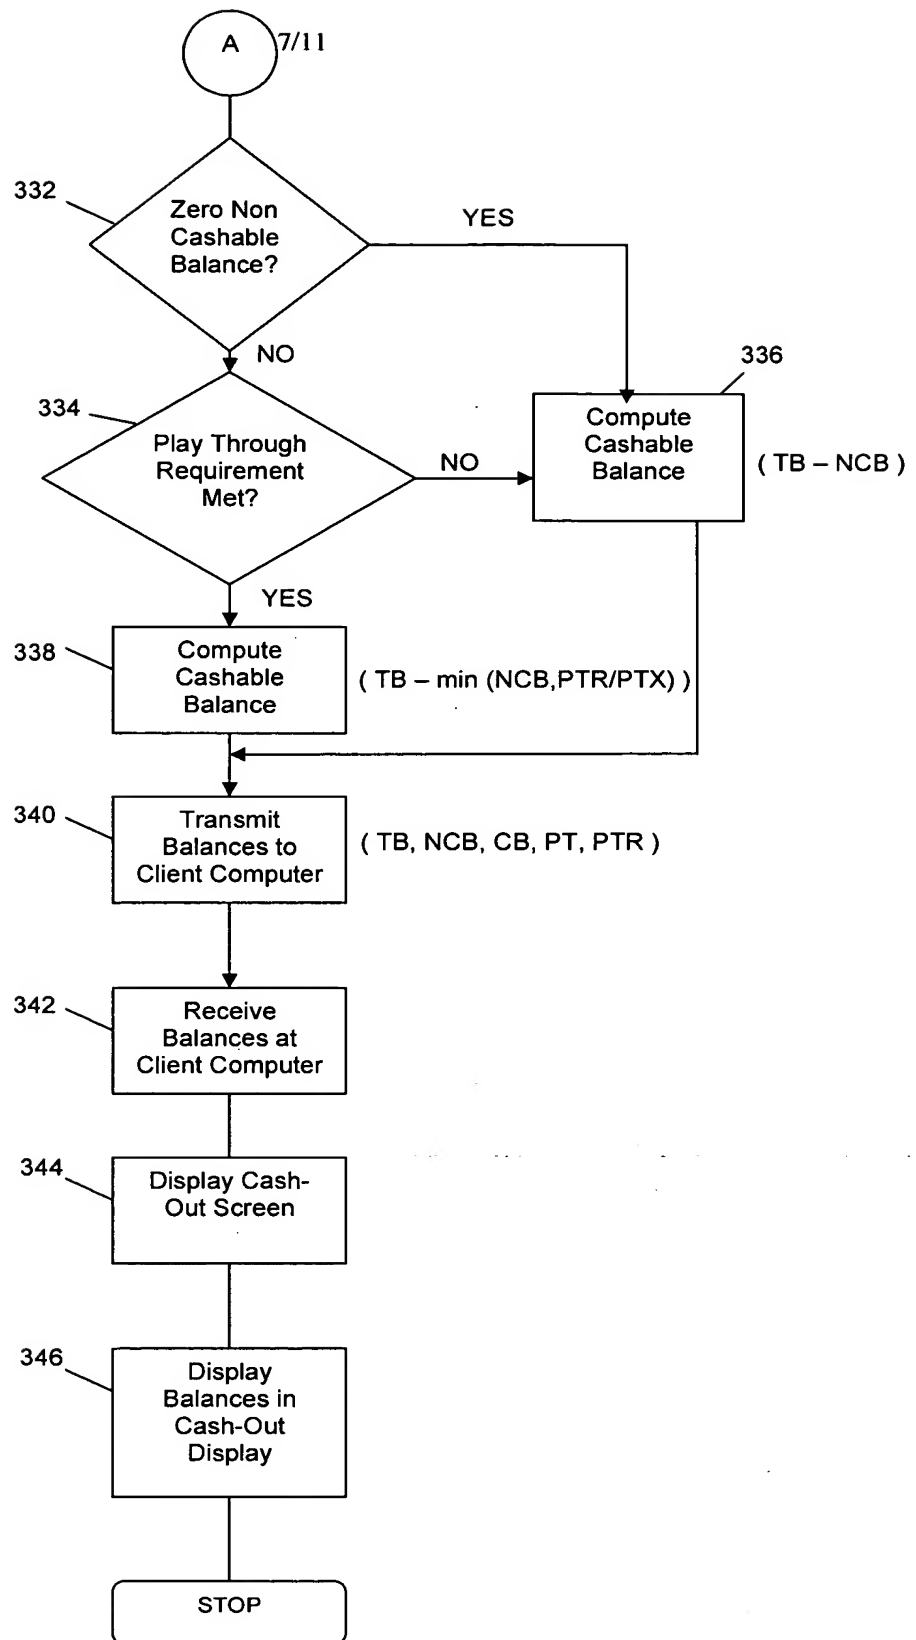 A
7/11
332
Zero Non
Cashable
Balance?
YES
NO
336
334
Play Through
Requirement
Met?
NO
Compute
Cashable
Balance
( TB – NCB )
YES
338
Compute
Cashable
Balance
( TB – min (NCB,PTR/PTX) )
340
Transmit
Balances to
Client Computer
( TB, NCB, CB, PT, PTR )
342
Receive
Balances at
Client Computer
344
Display Cash-
Out Screen
346
Display
Balances in
Cash-Out
Display
STOP